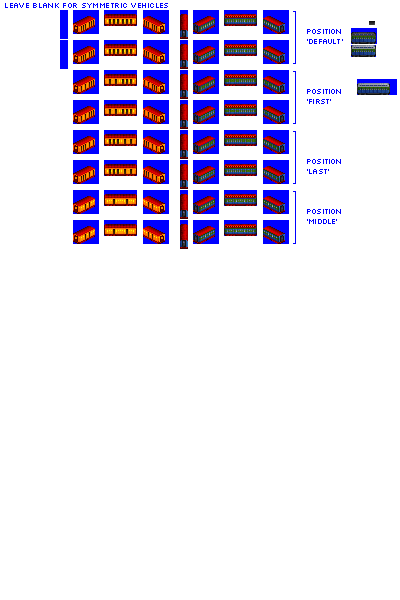 LEAVE BLANK FOR SYMMETRIC VEHICLES
POSITION
'DEFAULT'
POSITION
'FIRST'
POSITION
'LAST'
POSITION
'MIDDLE'